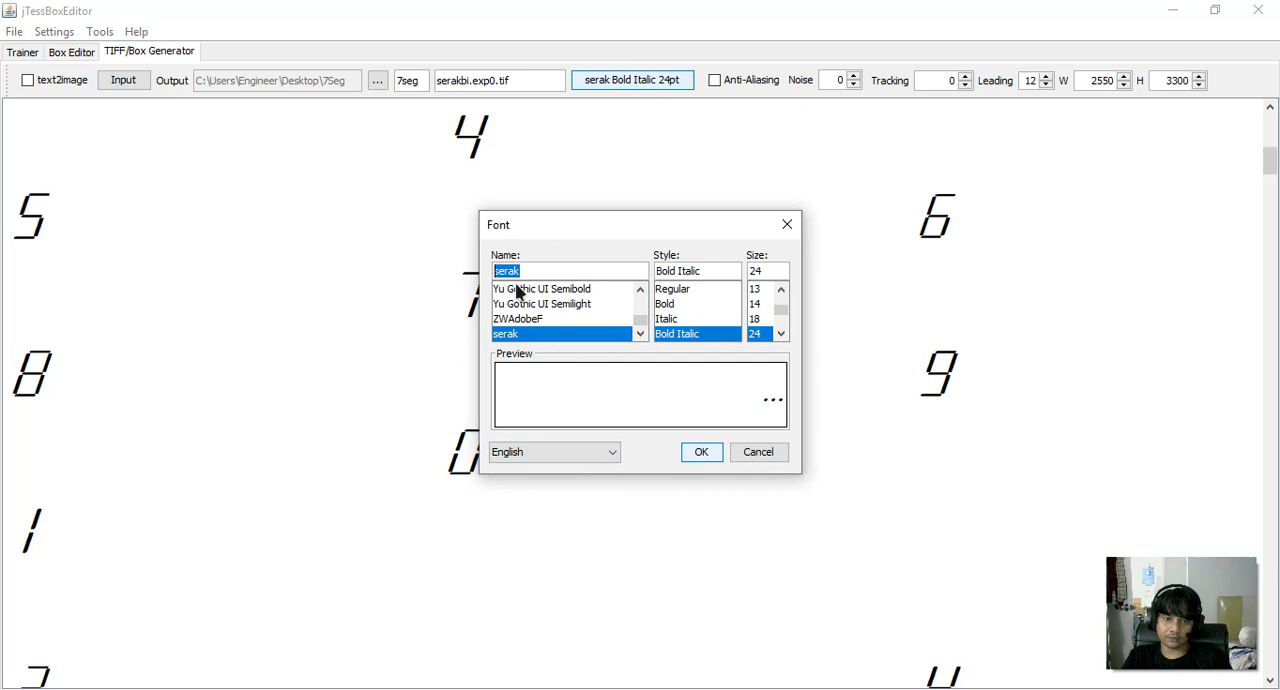 jTessBoxEditor
File Settings Tools Help
Trainer Box Editor TIFF/Box Generator
text2image Input Output C:\Users\Engineer\Desktop\7Seg ... 7seg serakbi.exp0.tif serak Bold Italic 24pt Anti-Aliasing Noise 0 Tracking 0 Leading 12 W 2550 H 3300
4
5 6
Font
Name: Style: Size:
serak Bold Italic 24
7 Yu Gothic UI Semibold Regular 13
Yu Gothic UI Semilight Bold 14
ZWAdobeF Italic 18
serak Bold Italic 24
Preview
8 9
...
0 English OK Cancel
1